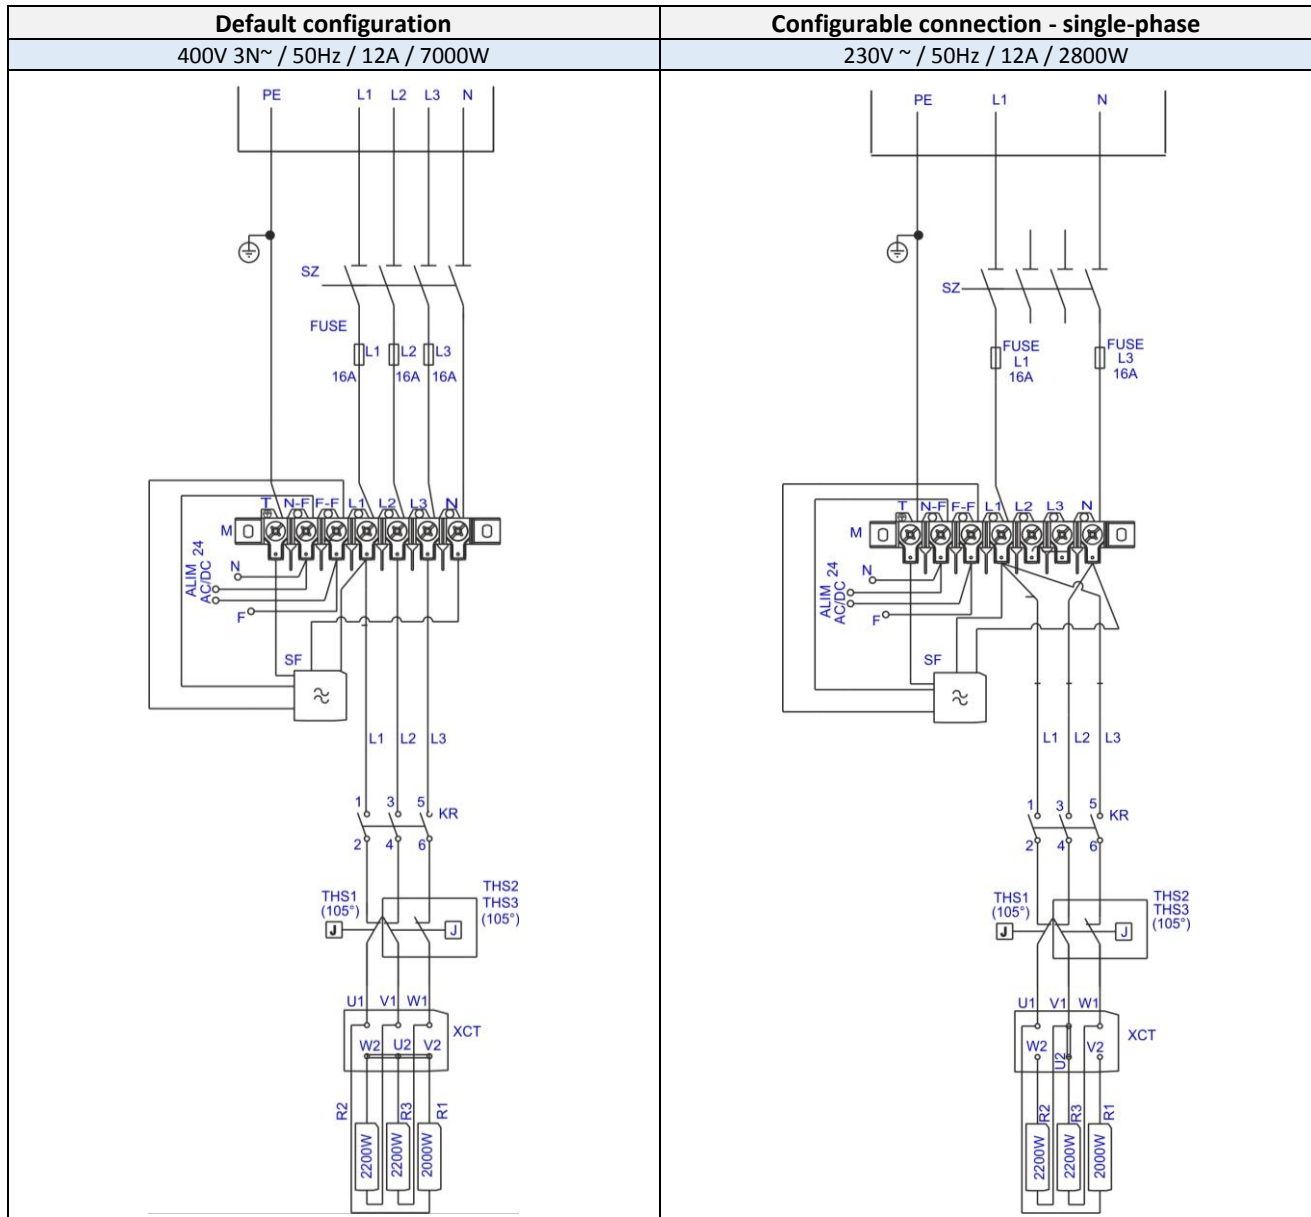 Default configuration
Configurable connection - single-phase
400V 3N~ / 50Hz / 12A / 7000W
230V ~ / 50Hz / 12A / 2800W
PE L1 L2 L3 N
SZ
FUSE
L1 L2 L3
16A 16A 16A
T N-F F-F L1 L2 L3 N
M
ALIM 24
AC/DC
N
F
SF
L1 L2 L3
1 3 5
KR
2 4 6
THS1
(105°)
THS2
THS3
(105°)
J J
U1 V1 W1
XCT
W2 U2 V2
R2 R3 R1
2200W 2200W 2000W
PE L1 N
SZ
FUSE
L1
16A
FUSE
L3
16A
T N-F F-F L1 L2 L3 N
M
ALIM 24
AC/DC
N
F
SF
L1 L2 L3
1 3 5
KR
2 4 6
THS1
(105°)
THS2
THS3
(105°)
J J
U1 V1 W1
XCT
W2 U2 V2
R2 R3 R1
2200W 2200W 2000W